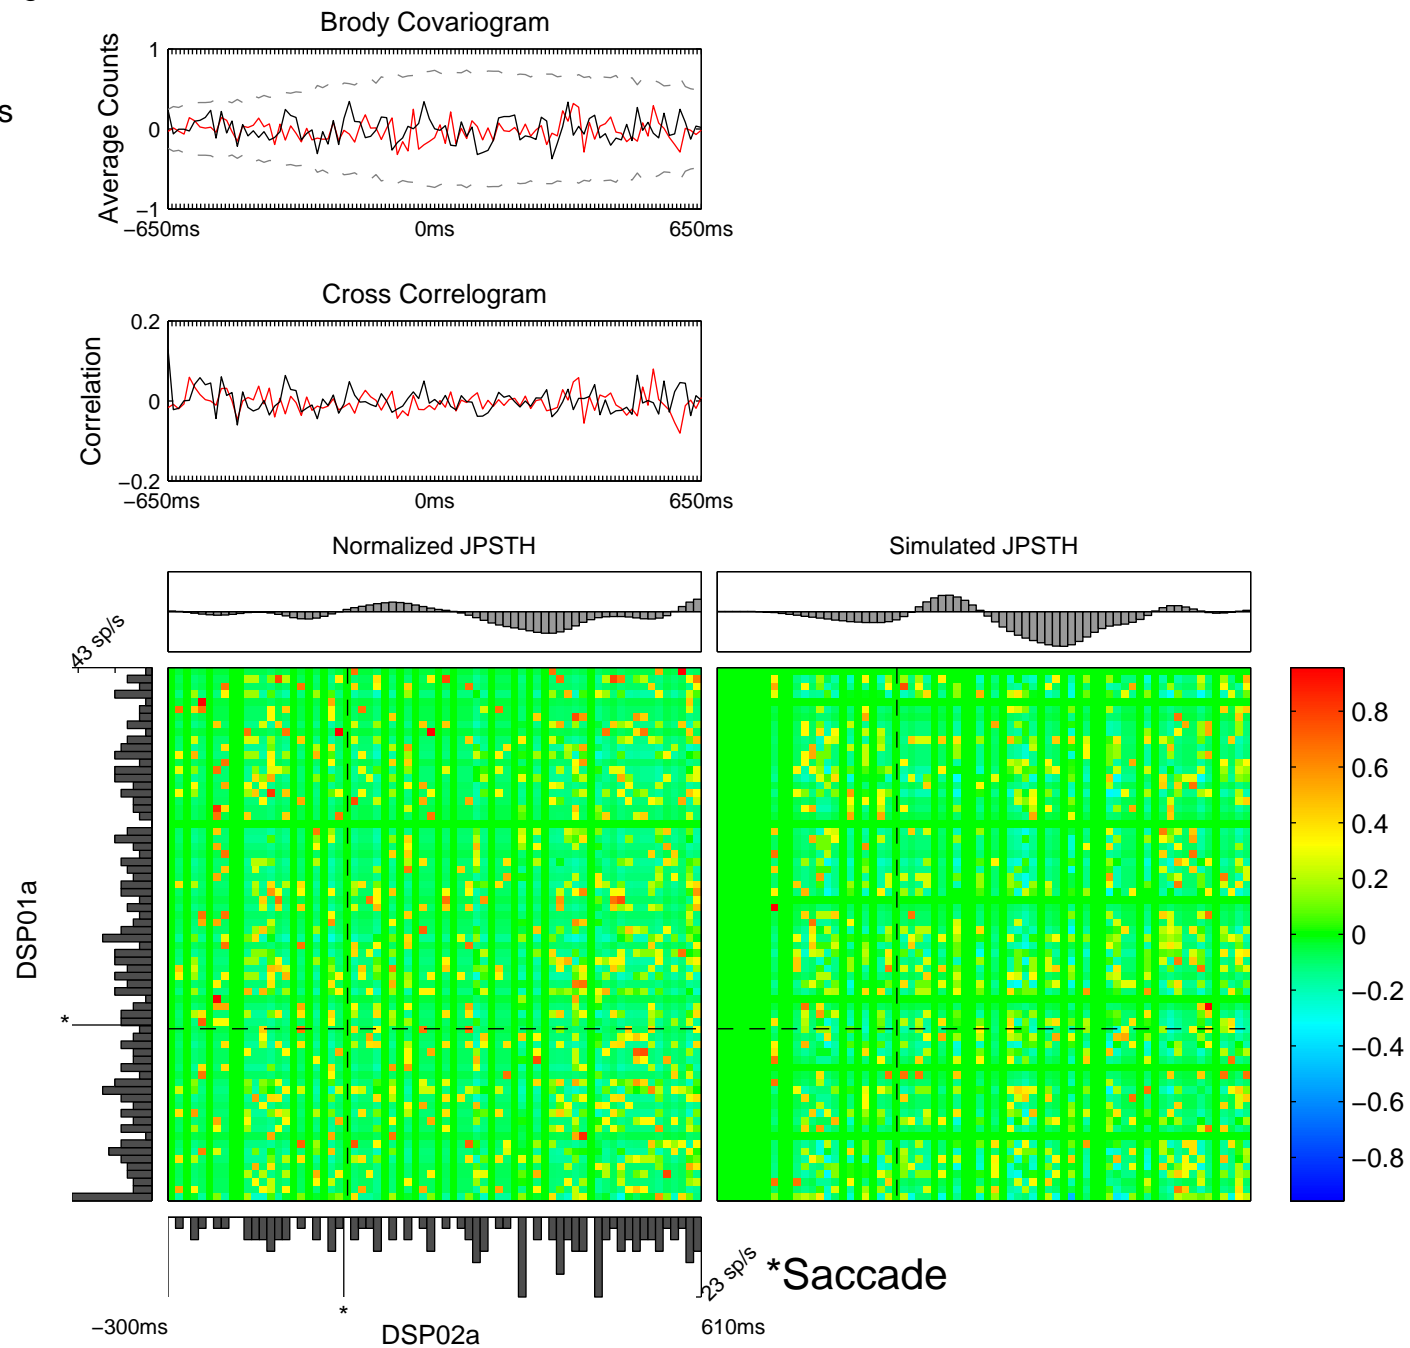 g
Brody Covariogram
s
Average Counts
1
0
−1
−650ms 0ms 650ms
Cross Correlogram
Correlation
0.2
0
−0.2
−650ms 0ms 650ms
Normalized JPSTH Simulated JPSTH
43 sp/s
DSP01a
*
0.8
0.6
0.4
0.2
0
−0.2
−0.4
−0.6
−0.8
23 sp/s *Saccade
*
−300ms DSP02a 610ms